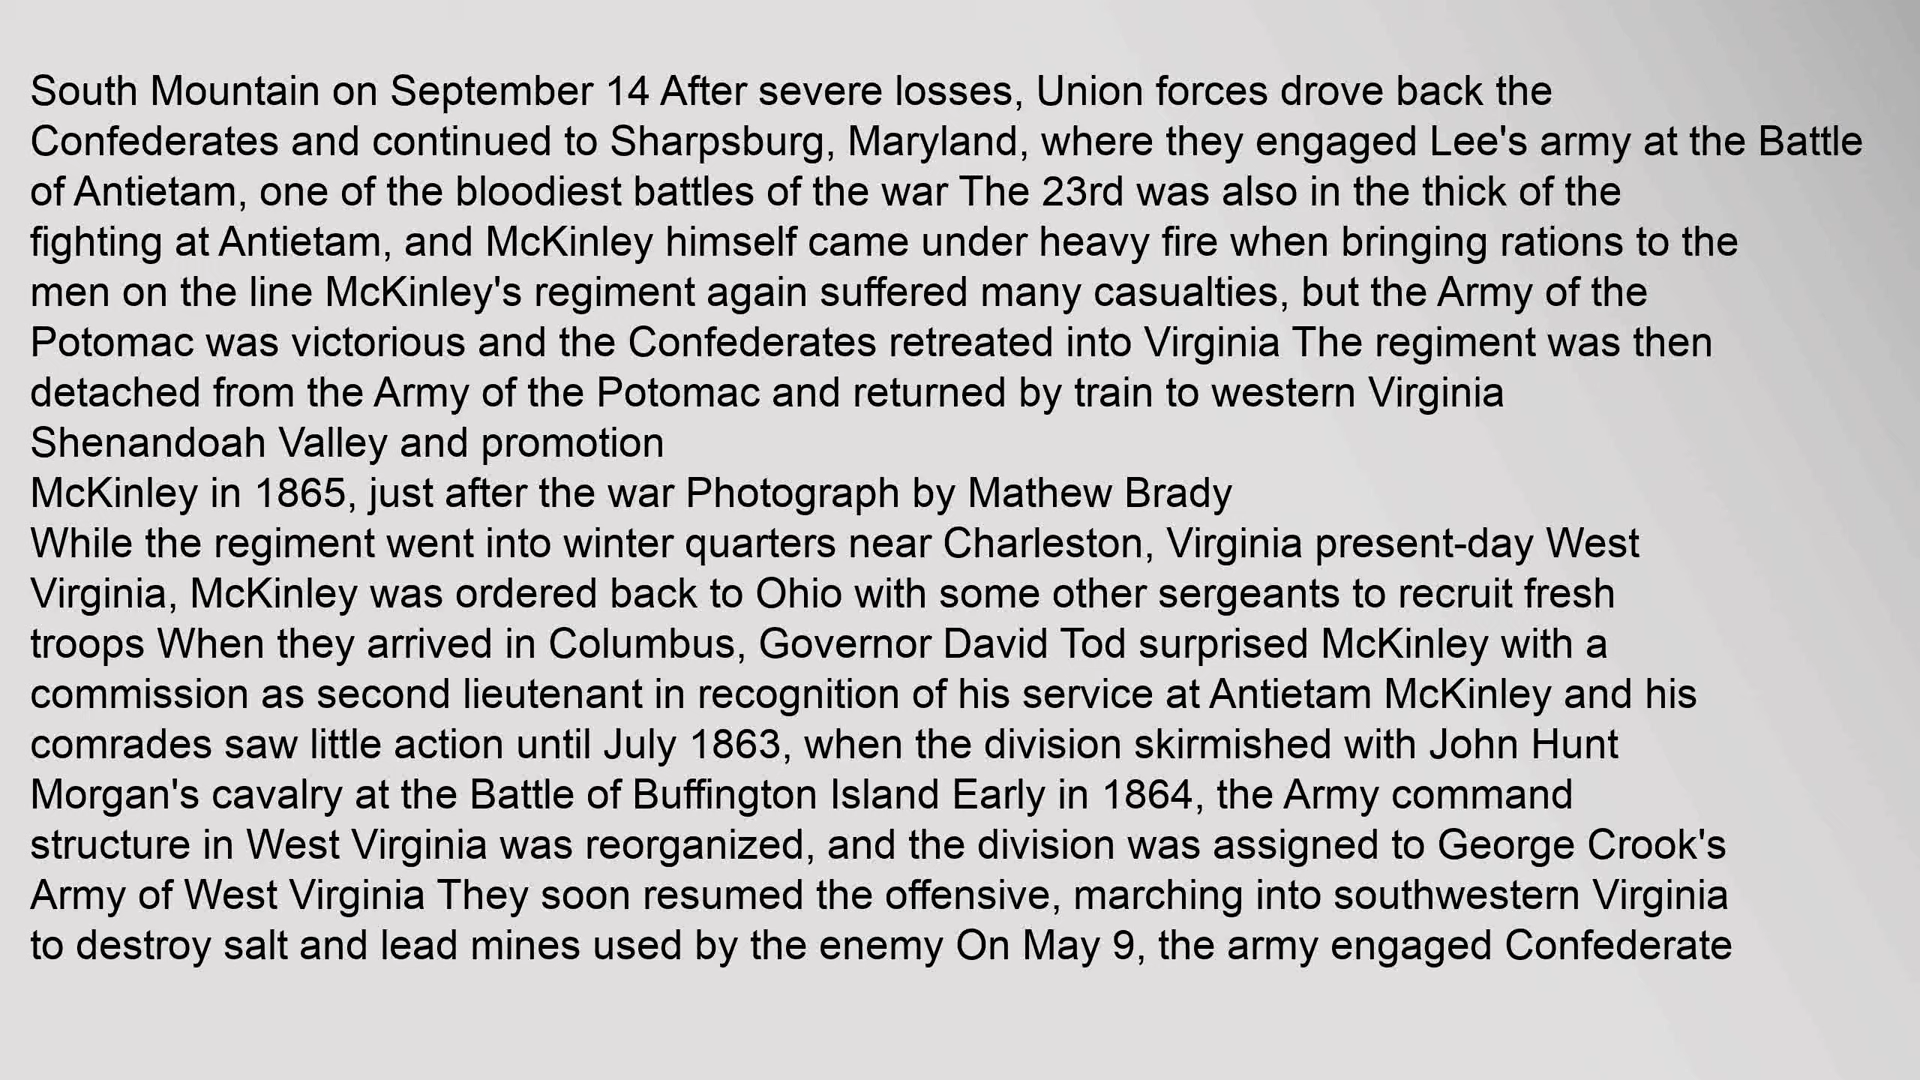 South Mountain on September 14 After severe losses, Union forces drove back the
Confederates and continued to Sharpsburg, Maryland, where they engaged Lee's army at the Battle
of Antietam, one of the bloodiest battles of the war The 23rd was also in the thick of the
fighting at Antietam, and McKinley himself came under heavy fire when bringing rations to the
men on the line McKinley's regiment again suffered many casualties, but the Army of the
Potomac was victorious and the Confederates retreated into Virginia The regiment was then
detached from the Army of the Potomac and returned by train to western Virginia
Shenandoah Valley and promotion
McKinley in 1865, just after the war Photograph by Mathew Brady
While the regiment went into winter quarters near Charleston, Virginia present-day West
Virginia, McKinley was ordered back to Ohio with some other sergeants to recruit fresh
troops When they arrived in Columbus, Governor David Tod surprised McKinley with a
commission as second lieutenant in recognition of his service at Antietam McKinley and his
comrades saw little action until July 1863, when the division skirmished with John Hunt
Morgan's cavalry at the Battle of Buffington Island Early in 1864, the Army command
structure in West Virginia was reorganized, and the division was assigned to George Crook's
Army of West Virginia They soon resumed the offensive, marching into southwestern Virginia
to destroy salt and lead mines used by the enemy On May 9, the army engaged Confederate